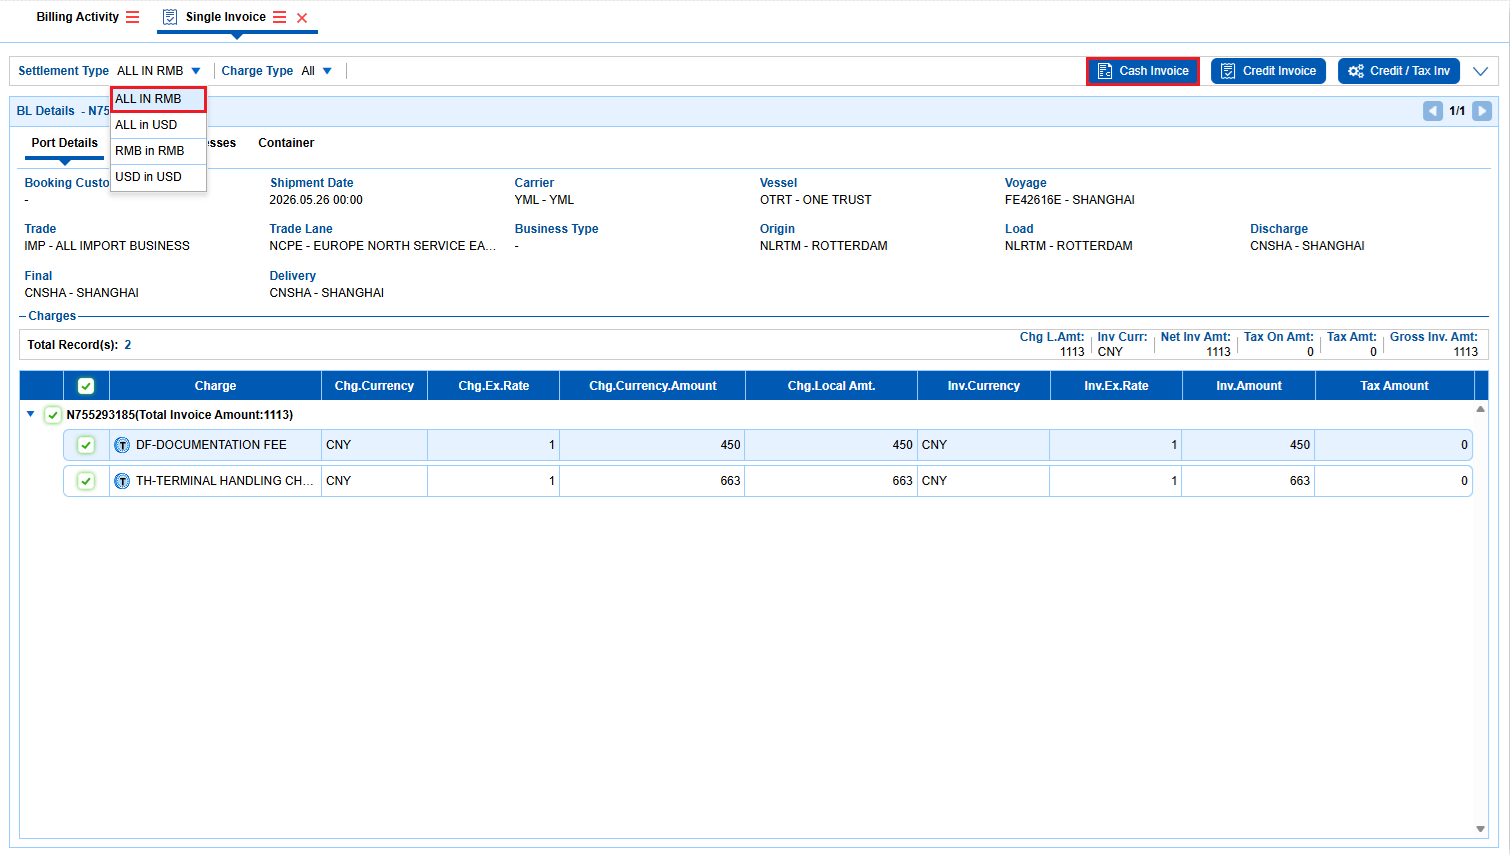 Billing Activity
Single Invoice
Settlement Type ALL IN RMB
Charge Type All
Cash Invoice
Credit Invoice
Credit / Tax Inv
ALL IN RMB
ALL in USD
RMB in RMB
USD in USD
BL Details - N75
1/1
Port Details
sses
Container
Booking Custo
-
Shipment Date
2026.05.26 00:00
Carrier
YML - YML
Vessel
OTRT - ONE TRUST
Voyage
FE42616E - SHANGHAI
Trade
IMP - ALL IMPORT BUSINESS
Trade Lane
NCPE - EUROPE NORTH SERVICE EA...
Business Type
-
Origin
NLRTM - ROTTERDAM
Load
NLRTM - ROTTERDAM
Discharge
CNSHA - SHANGHAI
Final
CNSHA - SHANGHAI
Delivery
CNSHA - SHANGHAI
Charges
Total Record(s): 2
Chg L.Amt: 1113
Inv Curr: CNY
Net Inv Amt: 1113
Tax On Amt: 0
Tax Amt: 0
Gross Inv. Amt: 1113
Charge Chg.Currency Chg.Ex.Rate Chg.Currency.Amount Chg.Local Amt. Inv.Currency Inv.Ex.Rate Inv.Amount Tax Amount
N755293185(Total Invoice Amount:1113)
T DF-DOCUMENTATION FEE CNY 1 450 450 CNY 1 450 0
T TH-TERMINAL HANDLING CH... CNY 1 663 663 CNY 1 663 0